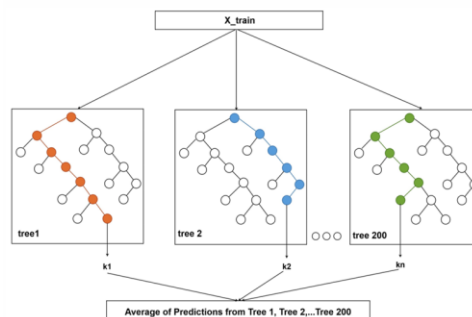 X_train
tree1
tree 2
tree 200
k1
k2
kn
Average of Predictions from Tree 1, Tree 2,...Tree 200